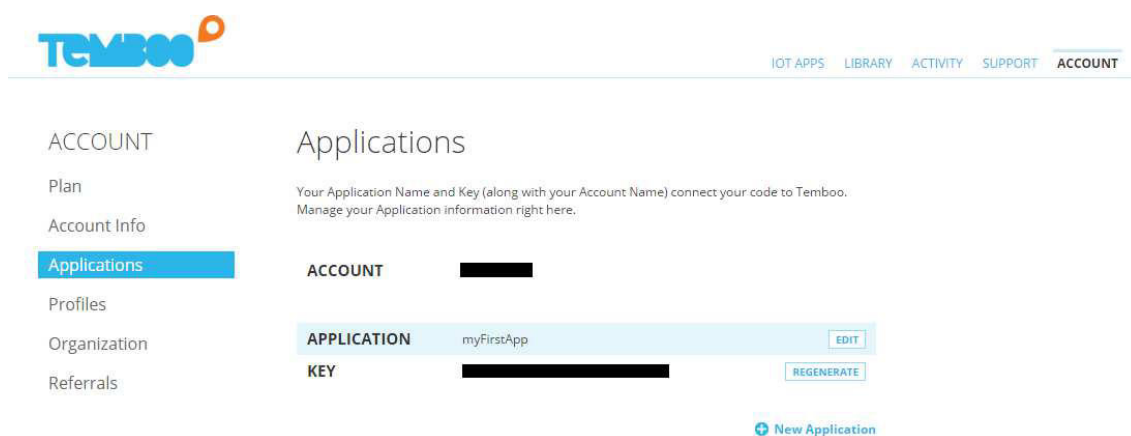 TEMBOO
IOT APPS LIBRARY ACTIVITY SUPPORT ACCOUNT
ACCOUNT
Plan
Account Info
Applications
Profiles
Organization
Referrals
Applications
Your Application Name and Key (along with your Account Name) connect your code to Temboo.
Manage your Application information right here.
ACCOUNT
APPLICATION myFirstApp EDIT
KEY REGENERATE
New Application